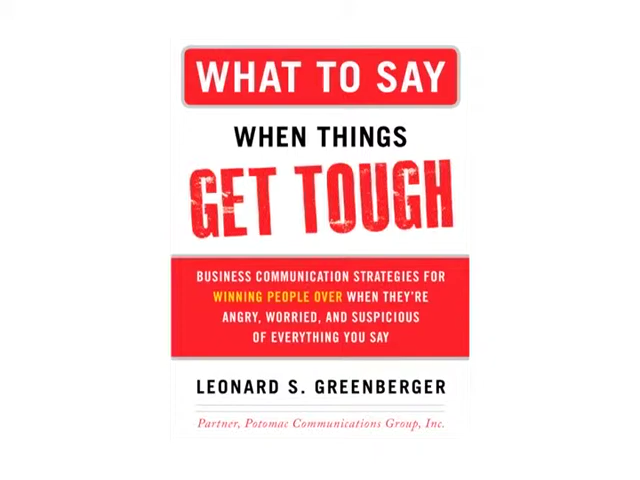 WHAT TO SAY
WHEN THINGS
GET TOUGH
BUSINESS COMMUNICATION STRATEGIES FOR
WINNING PEOPLE OVER WHEN THEY'RE
ANGRY, WORRIED, AND SUSPICIOUS
OF EVERYTHING YOU SAY
LEONARD S. GREENBERGER
Partner, Potomac Communications Group, Inc.